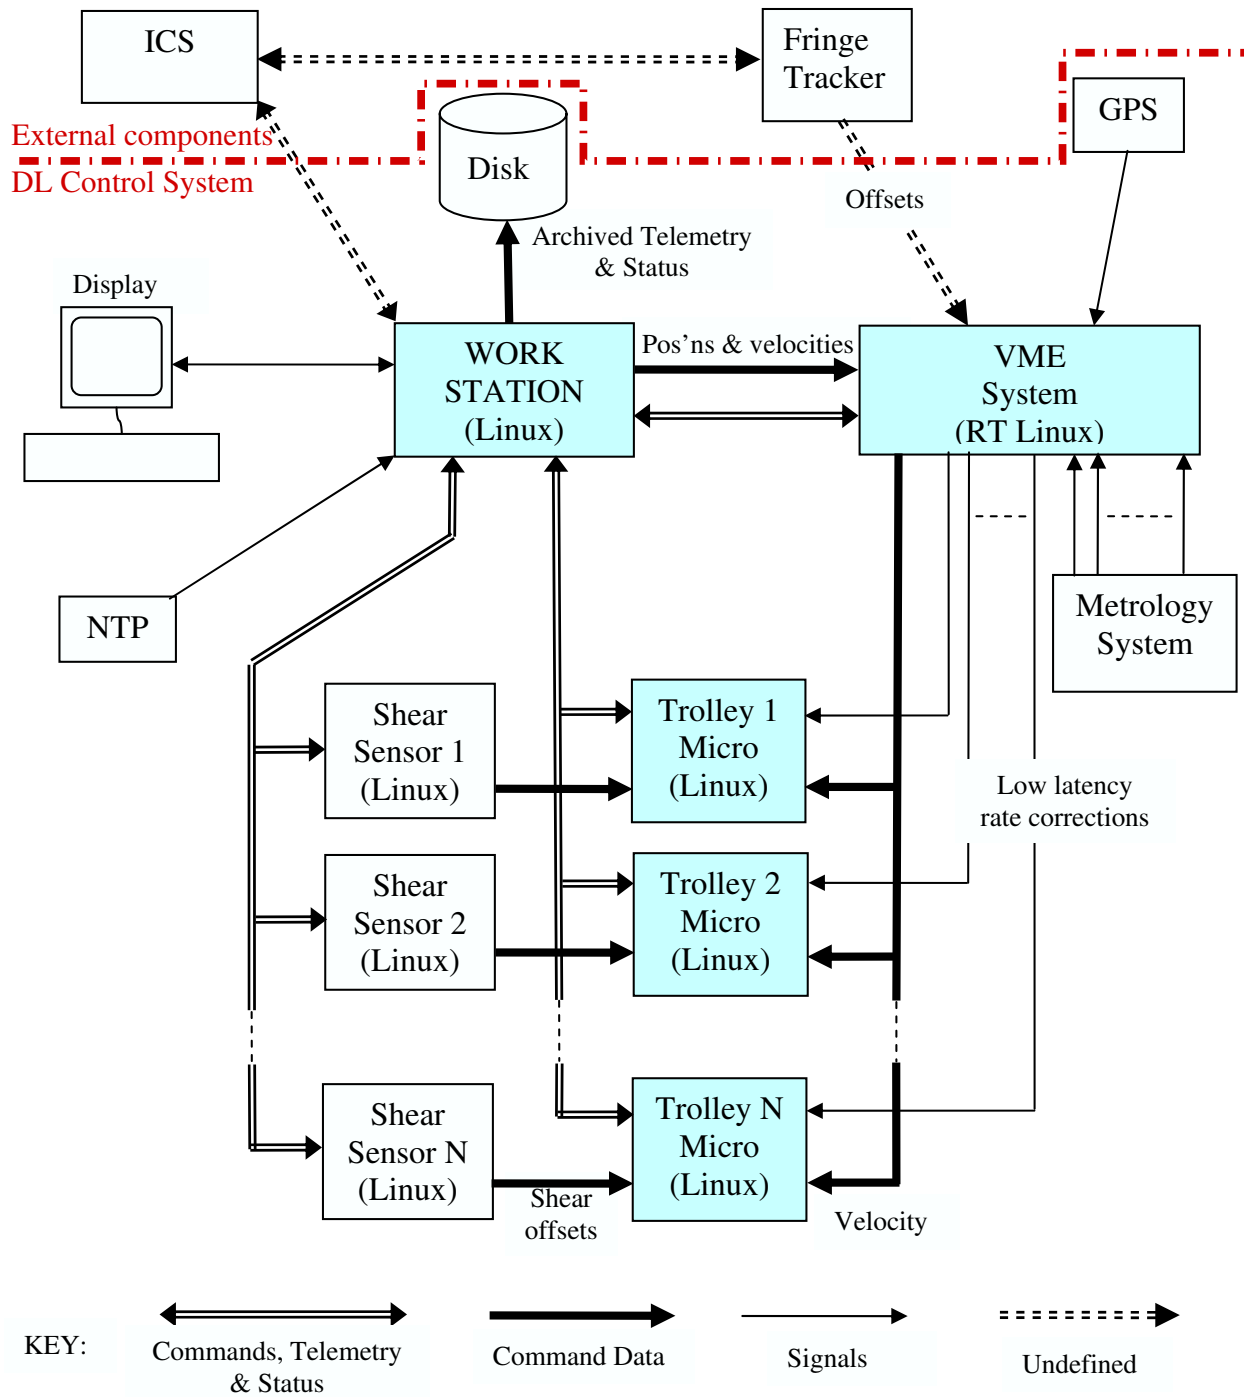 ICS
Fringe
Tracker
GPS
External components
DL Control System
Disk
Offsets
Archived Telemetry
& Status
Display
WORK
STATION
(Linux)
Pos'ns & velocities
VME
System
(RT Linux)
NTP
Metrology
System
Shear
Sensor 1
(Linux)
Trolley 1
Micro
(Linux)
Low latency
rate corrections
Shear
Sensor 2
(Linux)
Trolley 2
Micro
(Linux)
Shear
Sensor N
(Linux)
Trolley N
Micro
(Linux)
Shear
offsets
Velocity
KEY:
Commands, Telemetry
& Status
Command Data
Signals
Undefined